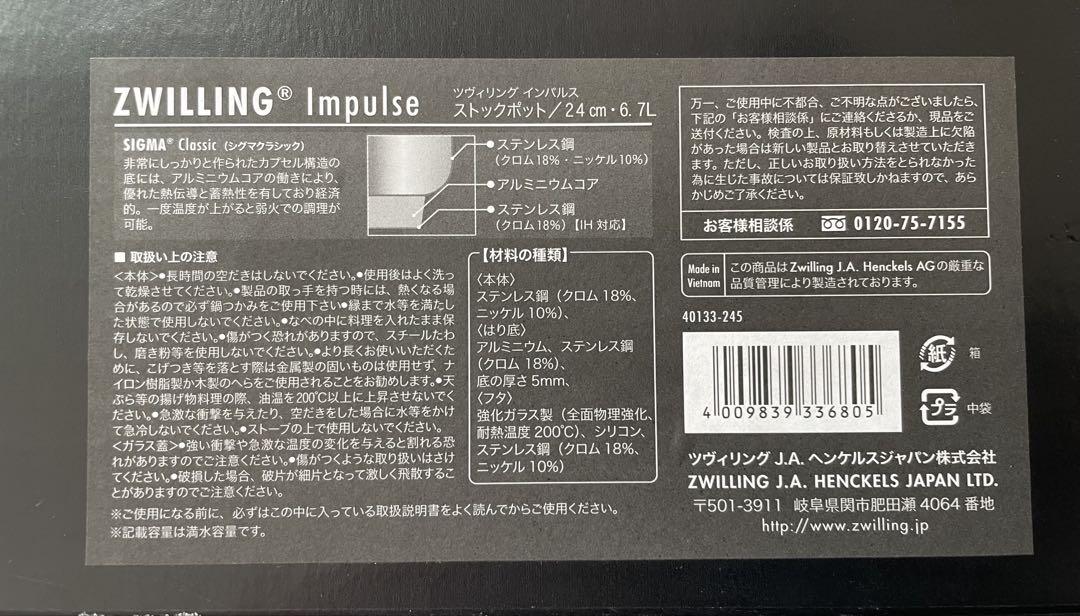 ZWILLING® Impulse
ツヴィリング インパルス
ストックポット／24cm・6.7L
SIGMA® Classic （シグマクラシック）
非常にしっかりと作られたカプセル構造の
底には、アルミニウムコアの働きにより、
優れた熱伝導と蓄熱性を有しており経済
的。一度温度が上がると弱火での調理が
可能。
ステンレス鋼
（クロム18%・ニッケル10%）
アルミニウムコア
ステンレス鋼
（クロム18%）【IH対応】
■ 取扱い上の注意
＜本体＞●長時間の空だきはしないでください。●使用後はよく洗っ
て乾燥させてください。●製品の取っ手を持つ時には、熱くなる場
合があるので必ず鍋つかみをご使用下さい●縁まで水等を満たし
た状態で使用しないでください。●なべの中に料理を入れたまま保
存しないでください。●傷がつく恐れがありますので、スチールたわ
し、磨き粉等を使用しないでください。●より長くお使いいただくた
めに、こげつき等を落とす際は金属製の固いものは使用せず、ナ
イロン樹脂製か木製のへらをご使用されることをお勧めします。●天
ぷら等の揚げ物料理の際、油温を200℃以上に上昇させないでく
ださい。●急激な衝撃を与えたり、空だきをした場合に水等をかけ
て急冷しないでください。●ストーブの上で使用しないでください。
＜ガラス蓋＞●強い衝撃や急激な温度の変化を与えると割れる恐
れがありますのでご注意ください。●傷がつくような取り扱いはさけ
てください。●破損した場合、破片が細片となって激しく飛散するこ
とがありますのでご注意ください。
【材料の種類】
＜本体＞
ステンレス鋼（クロム18%、
ニッケル10%）、
＜はり底＞
アルミニウム、ステンレス鋼
（クロム18%）、
底の厚さ5mm、
＜フタ＞
強化ガラス製（全面物理強化、
耐熱温度200℃）、シリコン、
ステンレス鋼（クロム18%、
ニッケル10%）
※ご使用になる前に、必ずはこの中に入っている取扱説明書をよく読んでからご使用ください。
※記載容量は満水容量です。
万一、ご使用中に不都合、ご不明な点がございましたら、
下記の「お客様相談係」にご連絡くださるか、現品をご
送付ください。検査の上、原材料もしくは製造上に欠陥
があった場合は新しい製品とお取り替えさせていただき
ます。ただし、正しいお取り扱い方法をとられなかった
為に生じた事故については保証致しかねますので、あら
かじめご了承ください。
お客様相談係 0120-75-7155
Made in
Vietnam
この商品はZwilling J.A. Henckels AGの厳重な
品質管理により製造されております。
40133-245
4 009839 336805
紙 箱
プラ 中袋
ツヴィリング J.A. ヘンケルスジャパン株式会社
ZWILLING J.A. HENCKELS JAPAN LTD.
〒501-3911 岐阜県関市肥田瀬 4064 番地
http://www.zwilling.jp